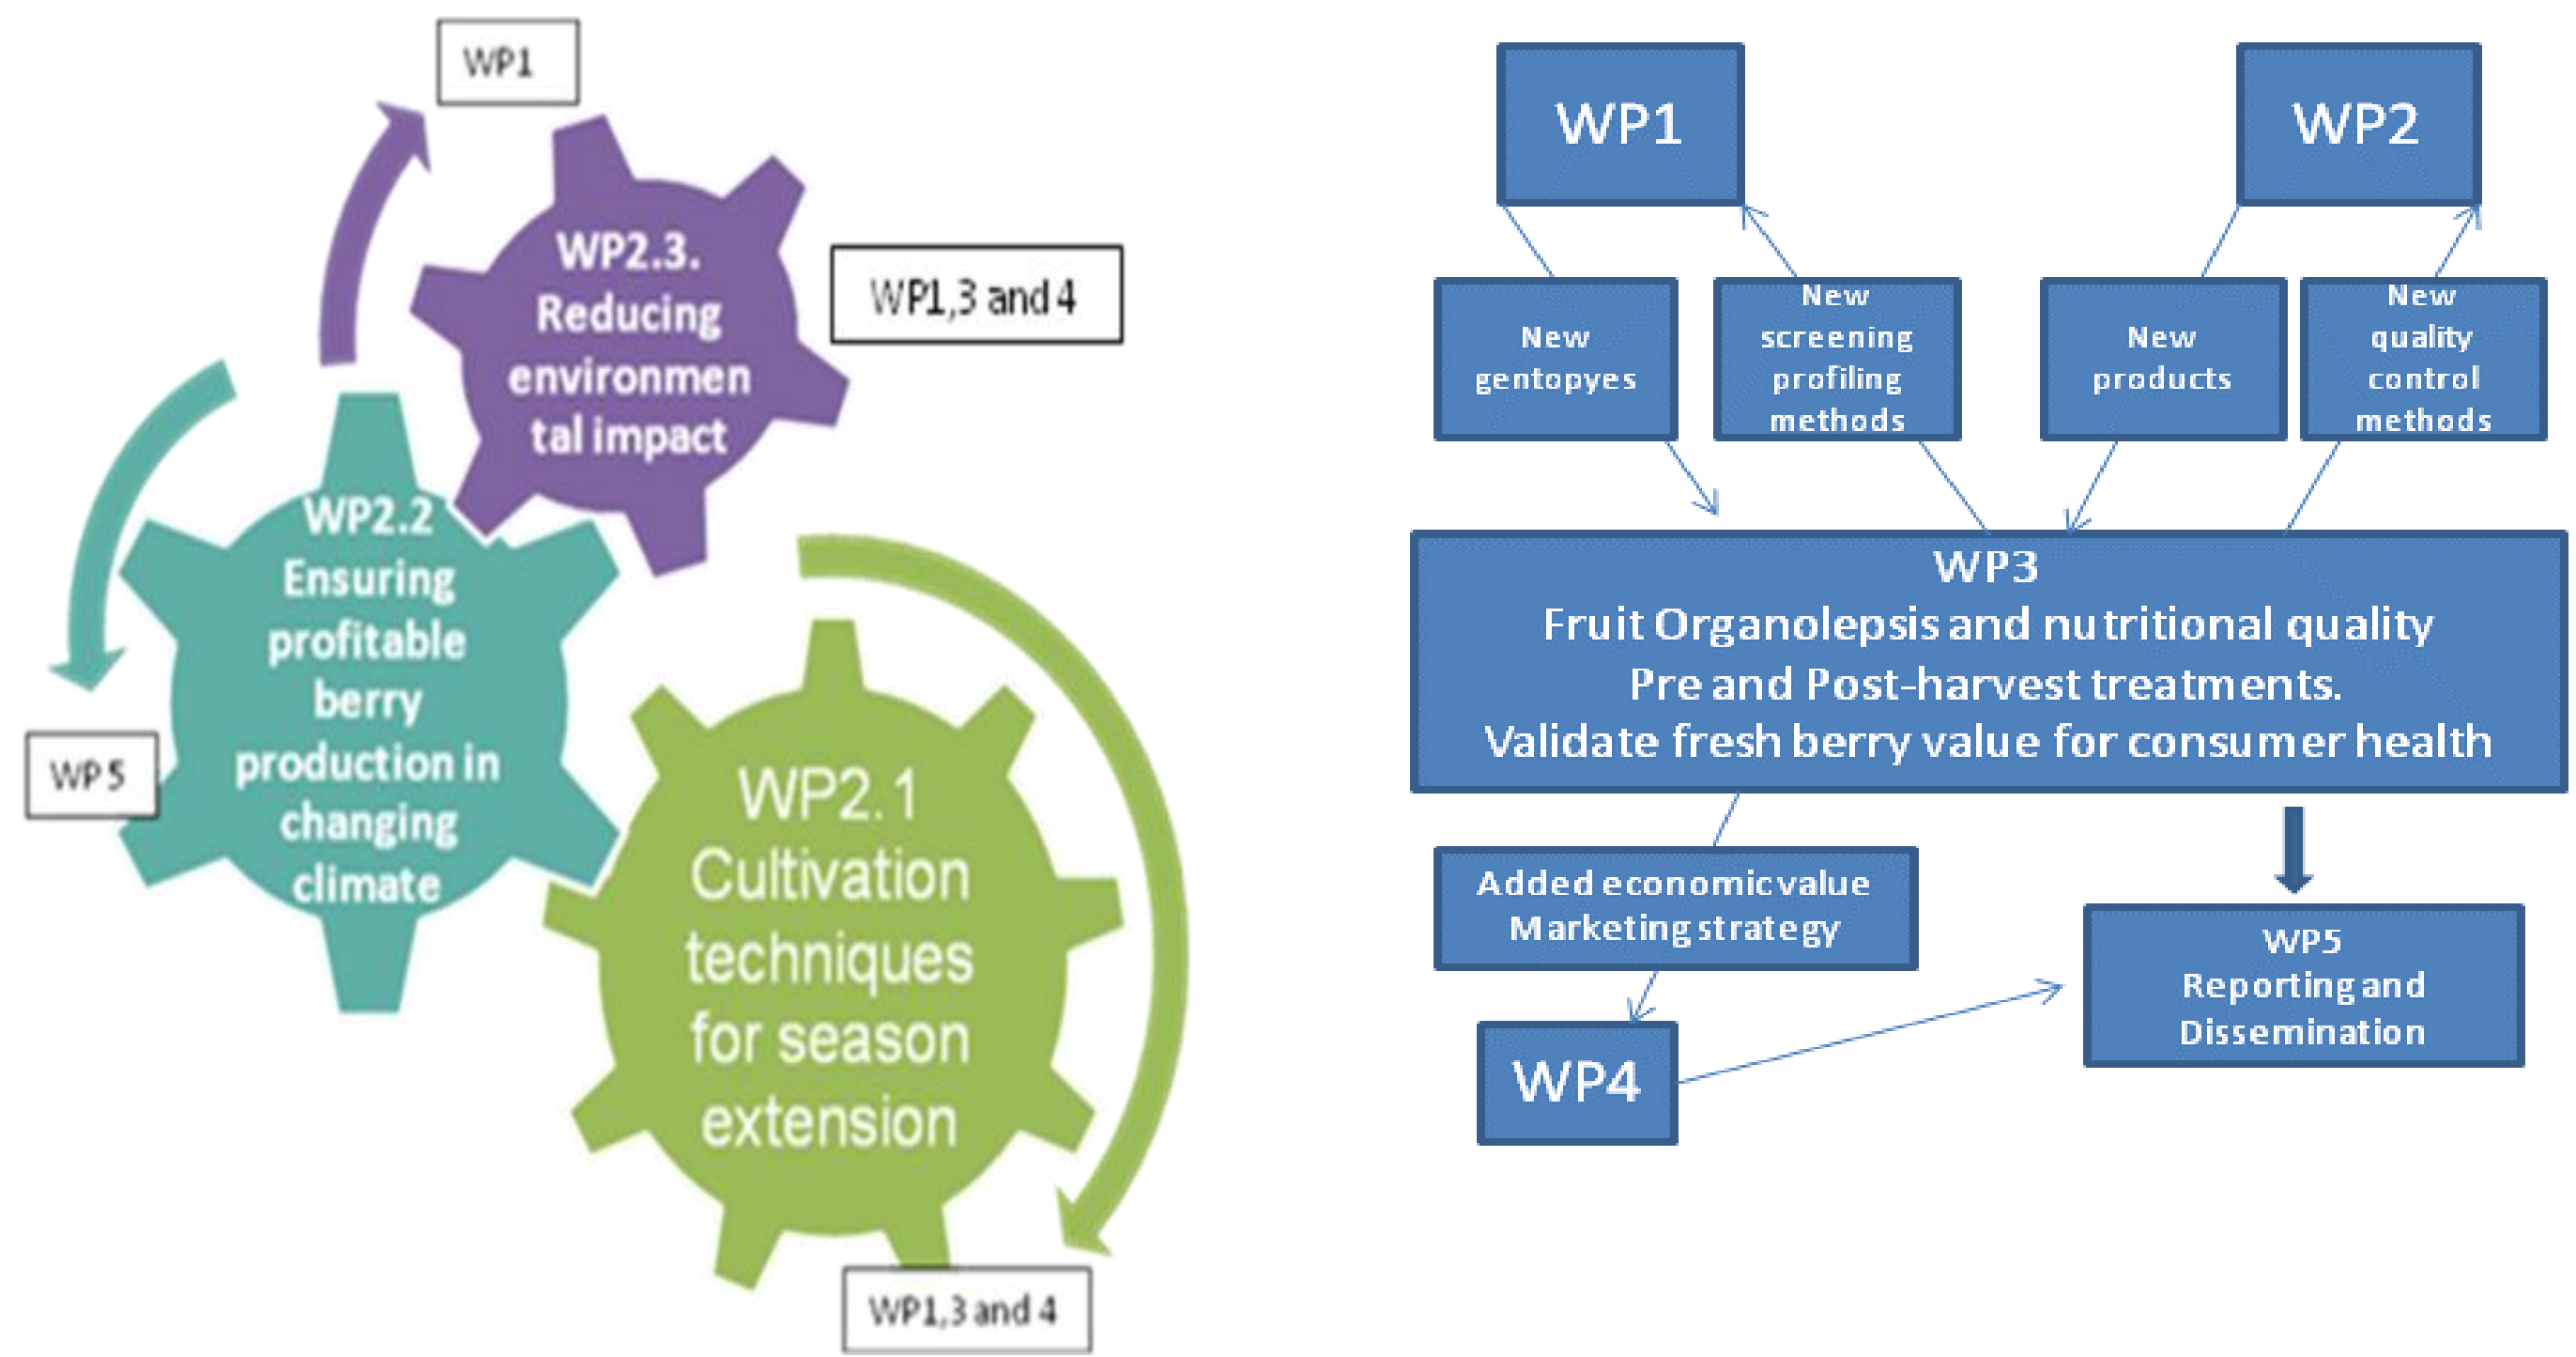 WP1
WP2.3.
Reducing
environmen
tal impact
WP1,3 and 4
WP2.2
Ensuring
profitable
berry
production in
changing
climate
WP 5
WP2.1
Cultivation
techniques
for season
extension
WP1,3 and 4
WP1
WP2
New
gentopyes
New
screening
profiling
methods
New
products
New
quality
control
methods
WP3
Fruit Organolepsis and nutritional quality
Pre and Post-harvest treatments.
Validate fresh berry value for consumer health
Added economic value
Marketing strategy
WP4
WP5
Reporting and
Dissemination